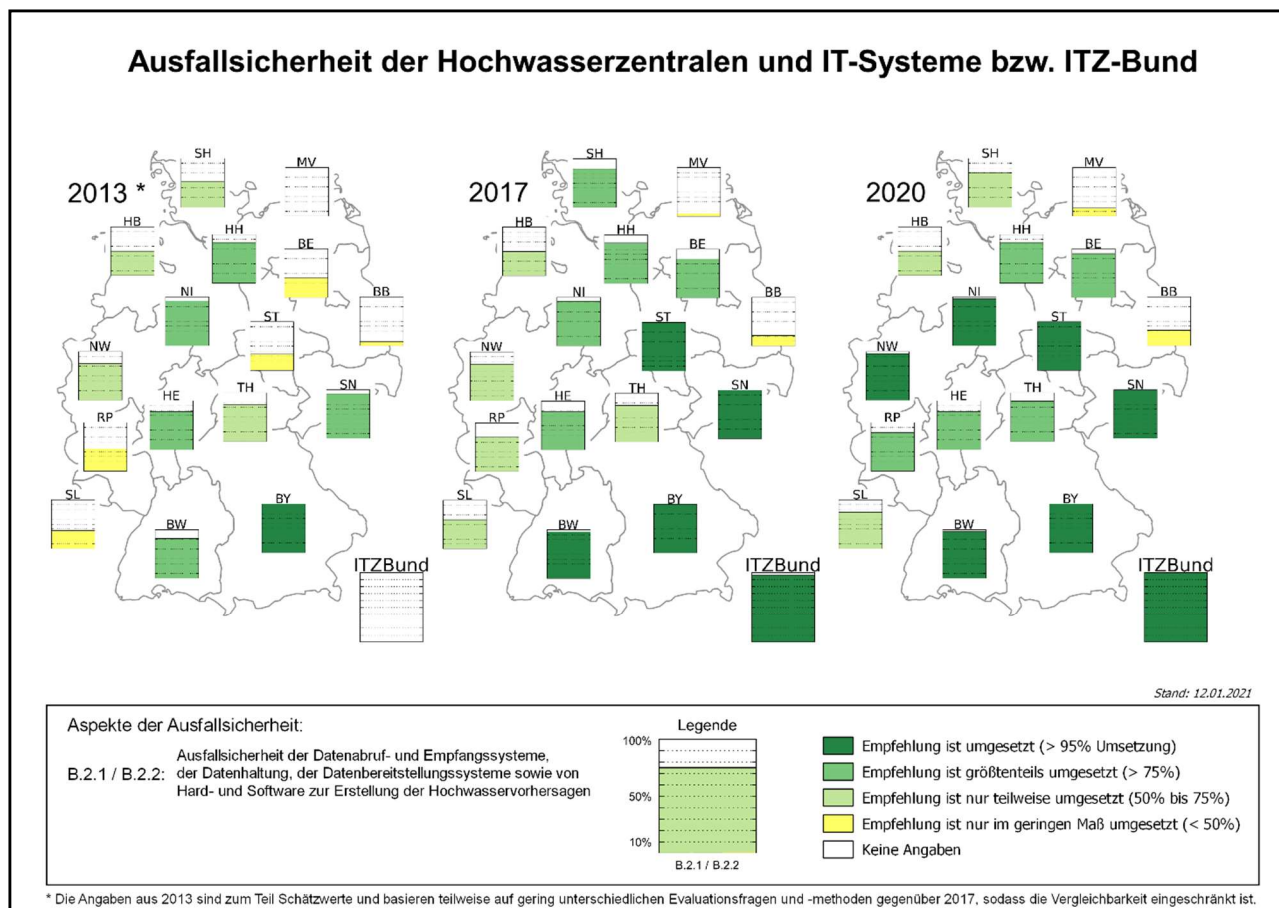 Ausfallsicherheit der Hochwasserzentralen und IT-Systeme bzw. ITZ-Bund
2013 *
SH
MV
HB
HH
BE
NI
BB
ST
NW
HE
TH
SN
RP
SL
BW
BY
ITZBund
2017
SH
MV
HB
HH
BE
NI
BB
ST
NW
HE
TH
SN
RP
SL
BW
BY
ITZBund
2020
SH
MV
HB
HH
BE
NI
BB
ST
NW
HE
TH
SN
RP
SL
BW
BY
ITZBund
Stand: 12.01.2021
Aspekte der Ausfallsicherheit:
B.2.1 / B.2.2: Ausfallsicherheit der Datenabruf- und Empfangssysteme,
der Datenhaltung, der Datenbereitstellungssysteme sowie von
Hard- und Software zur Erstellung der Hochwasservorhersagen
Legende
100%
50%
10%
B.2.1 / B.2.2
Empfehlung ist umgesetzt (> 95% Umsetzung)
Empfehlung ist größtenteils umgesetzt (> 75%)
Empfehlung ist nur teilweise umgesetzt (50% bis 75%)
Empfehlung ist nur im geringen Maß umgesetzt (< 50%)
Keine Angaben
* Die Angaben aus 2013 sind zum Teil Schätzwerte und basieren teilweise auf gering unterschiedlichen Evaluationsfragen und -methoden gegenüber 2017, sodass die Vergleichbarkeit eingeschränkt ist.